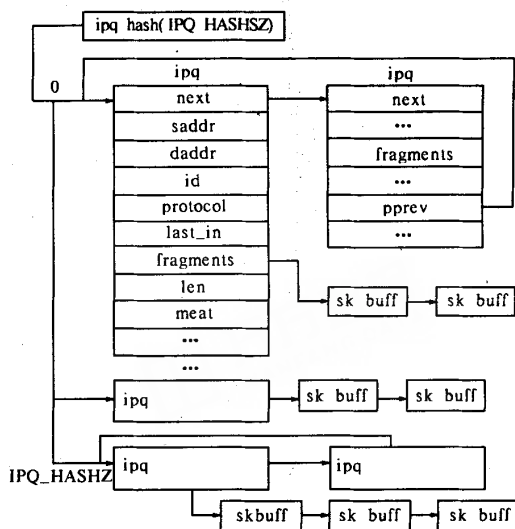 ipq hash( IPQ HASHSZ)
0
ipq
ipq
next
next
saddr
...
daddr
fragments
id
...
protocol
pprev
last_in
...
fragments
len
sk buff
sk buff
meat
...
...
ipq
sk buff
sk buff
ipq
ipq
IPQ_HASHZ
skbuff
sk buff
sk buff